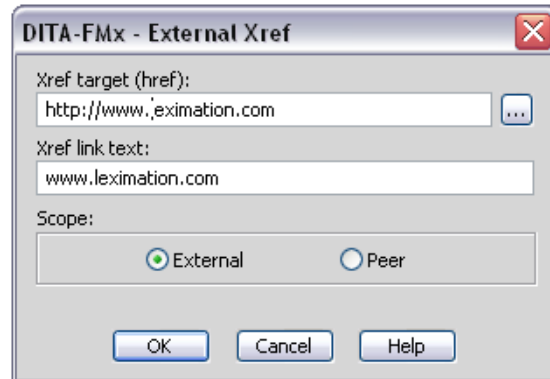 DITA-FMx - External Xref
Xref target (href):
http://www.leximation.com
...
Xref link text:
www.leximation.com
Scope:
External
Peer
OK
Cancel
Help